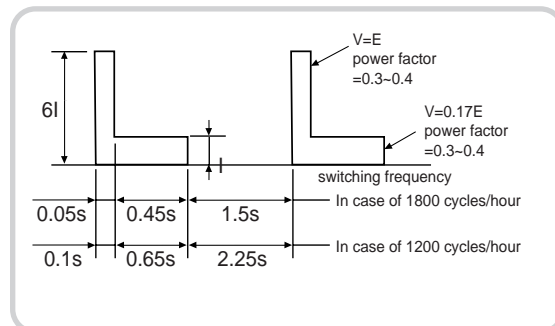 V=E
power factor
=0.3~0.4
6I
V=0.17E
power factor
=0.3~0.4
I
switching frequency
0.05s 0.45s 1.5s In case of 1800 cycles/hour
0.1s 0.65s 2.25s In case of 1200 cycles/hour